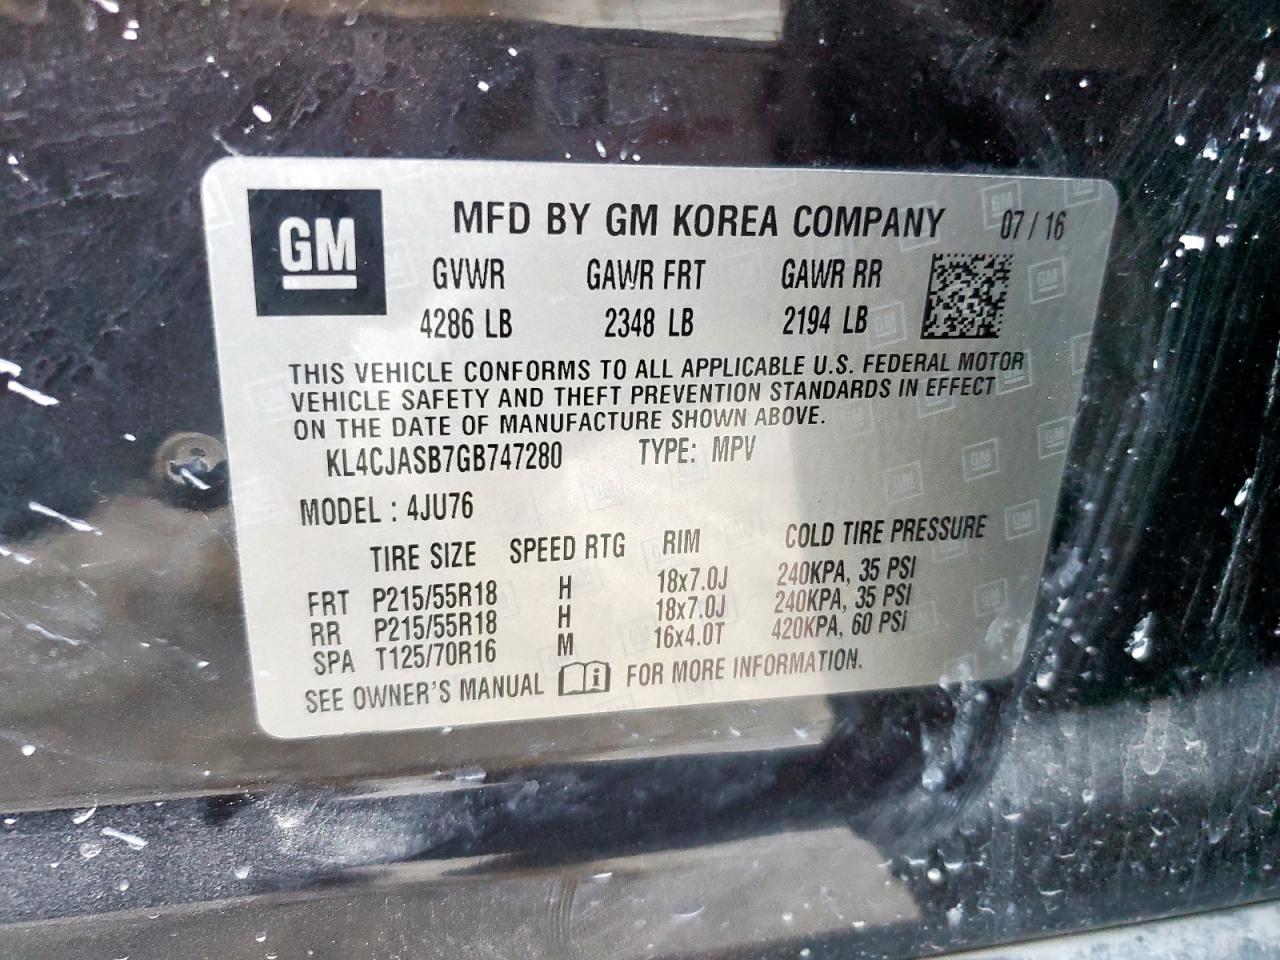 GM
MFD BY GM KOREA COMPANY 07 / 16
GVWR GAWR FRT GAWR RR
4286 LB 2348 LB 2194 LB
THIS VEHICLE CONFORMS TO ALL APPLICABLE U.S. FEDERAL MOTOR
VEHICLE SAFETY AND THEFT PREVENTION STANDARDS IN EFFECT
ON THE DATE OF MANUFACTURE SHOWN ABOVE.
KL4CJASB7GB747280 TYPE: MPV
MODEL : 4JU76
TIRE SIZE SPEED RTG RIM COLD TIRE PRESSURE
FRT P215/55R18 H 18x7.0J 240KPA, 35 PSI
RR P215/55R18 H 18x7.0J 240KPA, 35 PSI
SPA T125/70R16 M 16x4.0T 420KPA, 60 PSI
SEE OWNER'S MANUAL FOR MORE INFORMATION.